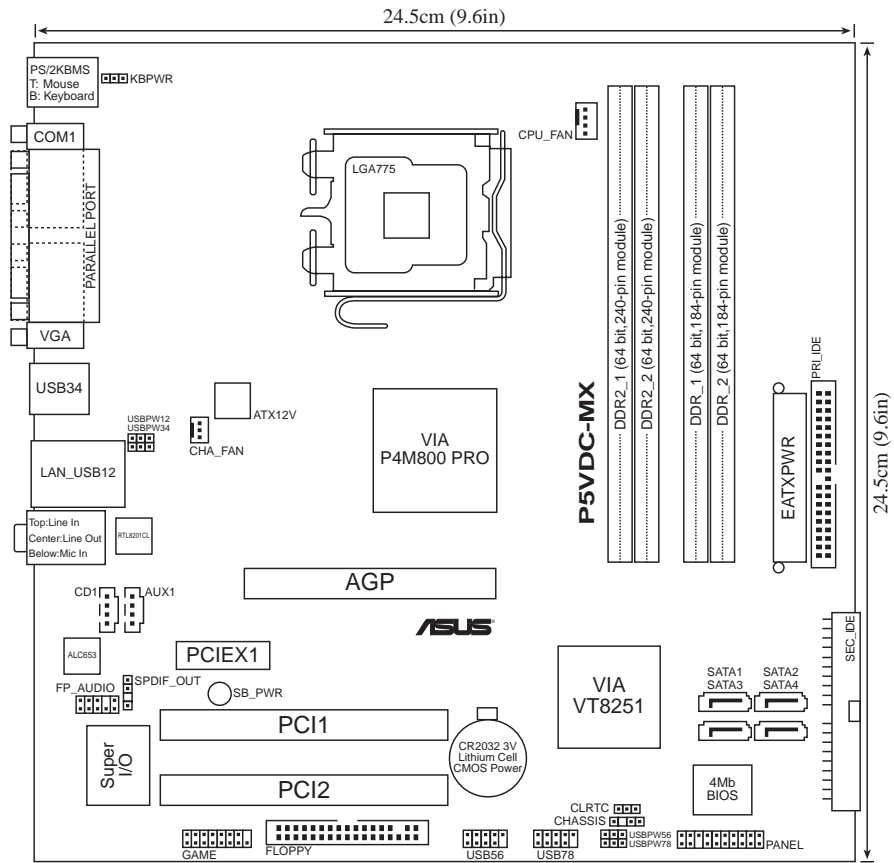 24.5cm (9.6in)
PS/2KBMS
T: Mouse
B: Keyboard
KBPWR
COM1
PARALLEL PORT
VGA
USB34
USBPW12
USBPW34
LAN_USB12
Top:Line In
Center:Line Out
Below:Mic In
RTL8201CL
CPU_FAN
LGA775
ATX12V
CHA_FAN
VIA
P4M800 PRO
P5VDC-MX
DDR2_1 (64 bit,240-pin module)
DDR2_2 (64 bit,240-pin module)
DDR_1 (64 bit,184-pin module)
DDR_2 (64 bit,184-pin module)
PRI_IDE
EATXPWR
24.5cm (9.6in)
AGP
CD1
AUX1
ASUS
ALC653
PCIEX1
FP_AUDIO
SPDIF_OUT
SB_PWR
VIA
VT8251
SATA1
SATA3
SATA2
SATA4
SEC_IDE
Super
I/O
PCI1
PCI2
CR2032 3V
Lithium Cell
CMOS Power
4Mb
BIOS
CLRTC
CHASSIS
USBPW56
USBPW78
PANEL
GAME
FLOPPY
USB56
USB78